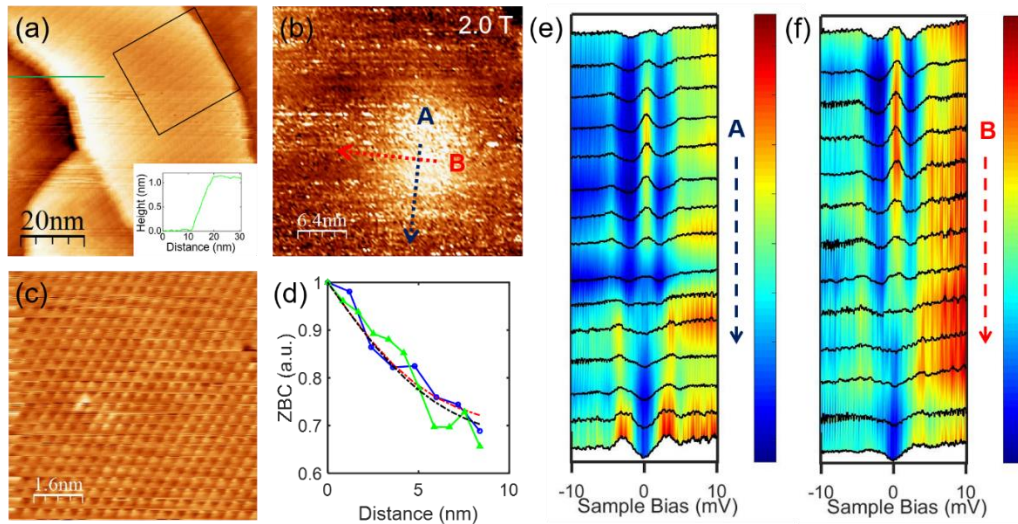 (a)
20nm
Height (nm)
1.0
0.5
0.0
0 10 20 30
Distance (nm)
(b)
2.0 T
A
B
6.4nm
(c)
1.6nm
(d)
1
0.9
0.8
0.7
0.6
ZBC (a.u.)
0 5 10
Distance (nm)
(e)
A
-10 0 10
Sample Bias (mV)
(f)
B
-10 0 10
Sample Bias (mV)